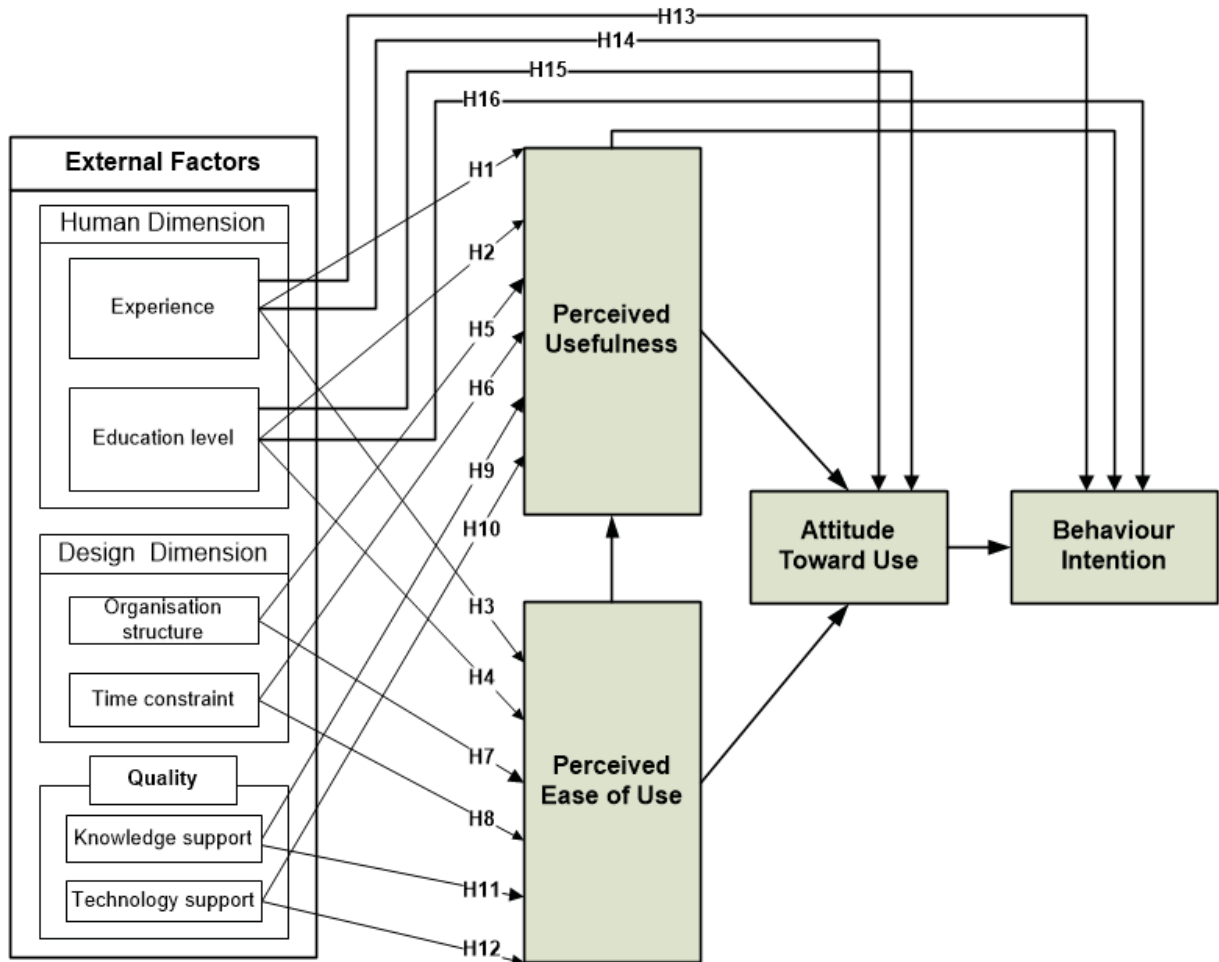 H13
H14
H15
H16
External Factors
Human Dimension
Experience
Education level
Design Dimension
Organisation
structure
Time constraint
Quality
Knowledge support
Technology support
H1
H2
H5
H6
H9
H10
H3
H4
H7
H8
H11
H12
Perceived
Usefulness
Perceived
Ease of Use
Attitude
Toward Use
Behaviour
Intention